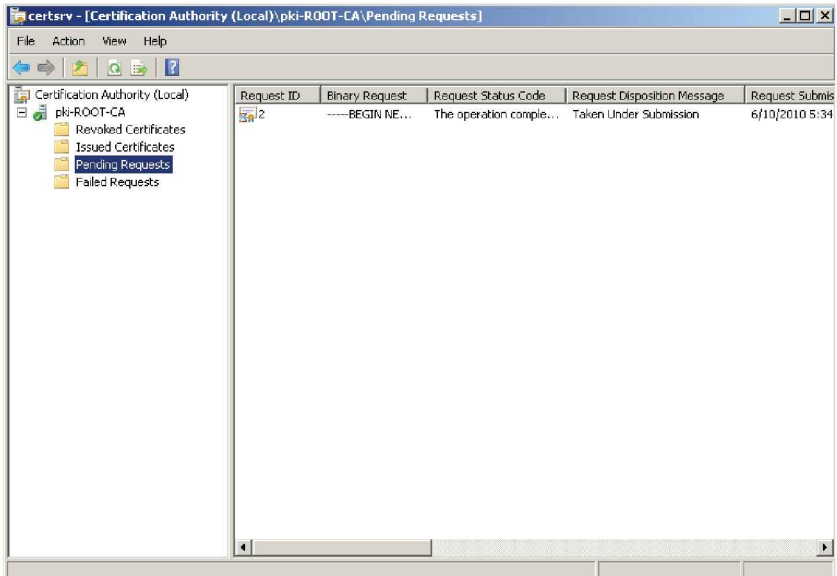 certsrv - [Certification Authority (Local)\pki-ROOT-CA\Pending Requests]
File Action View Help
Certification Authority (Local)
pki-ROOT-CA
Revoked Certificates
Issued Certificates
Pending Requests
Failed Requests
Request ID Binary Request Request Status Code Request Disposition Message Request Submis
2 -----BEGIN NE... The operation comple... Taken Under Submission 6/10/2010 5:34